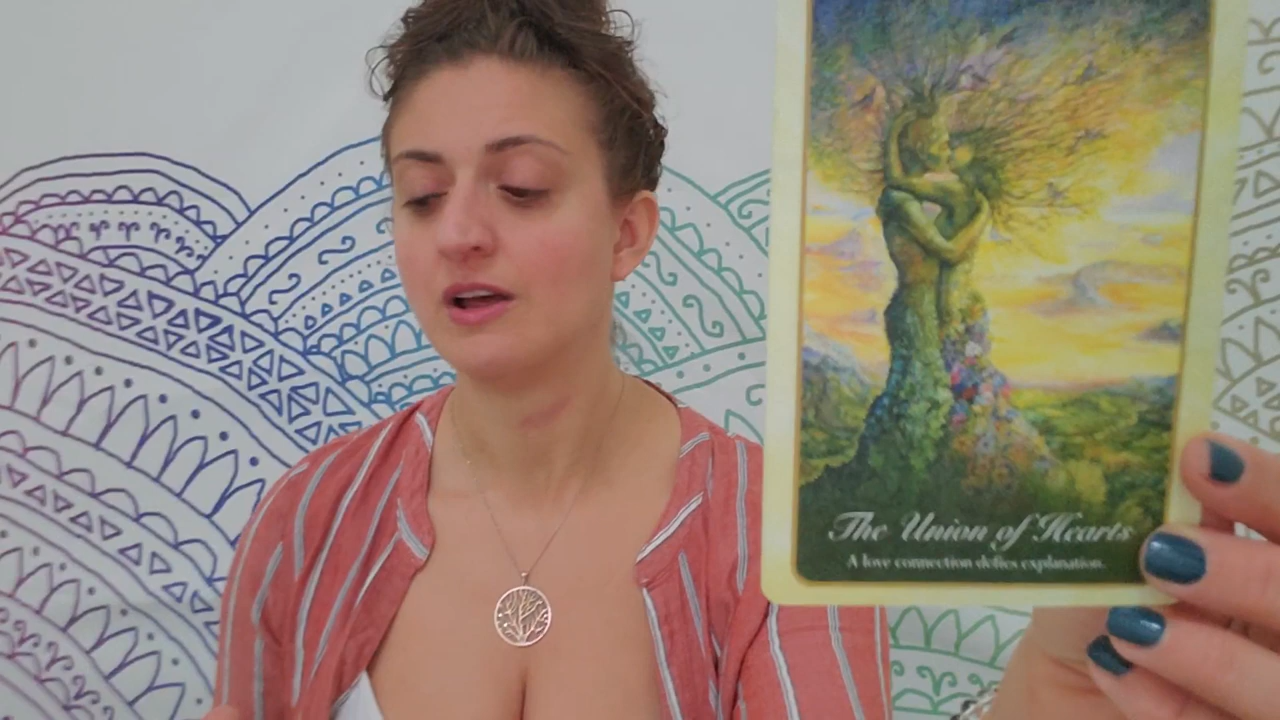 The Union of Hearts
A love connection defies explanation.